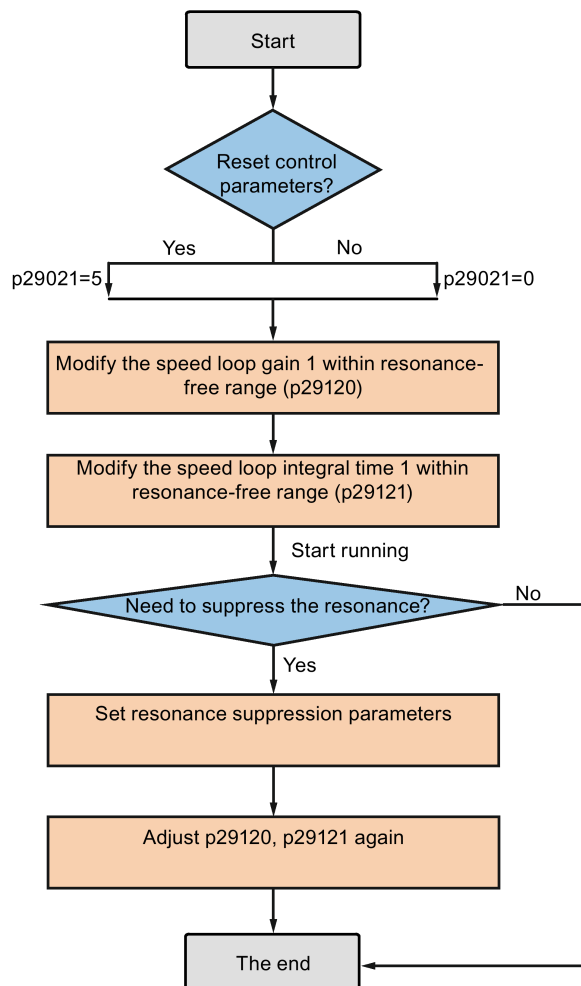 Start
Reset control
parameters?
Yes
No
p29021=5
p29021=0
Modify the speed loop gain 1 within resonance-
free range (p29120)
Modify the speed loop integral time 1 within
resonance-free range (p29121)
Start running
Need to suppress the resonance?
No
Yes
Set resonance suppression parameters
Adjust p29120, p29121 again
The end